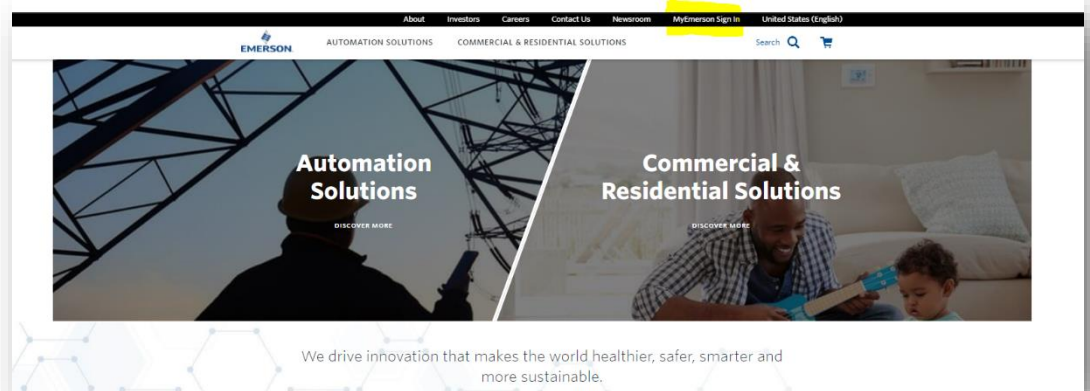 About Investors Careers Contact Us Newsroom MyEmerson Sign In United States (English)
EMERSON AUTOMATION SOLUTIONS COMMERCIAL & RESIDENTIAL SOLUTIONS Search
Automation
Solutions
DISCOVER MORE
Commercial &
Residential Solutions
DISCOVER MORE
We drive innovation that makes the world healthier, safer, smarter and
more sustainable.